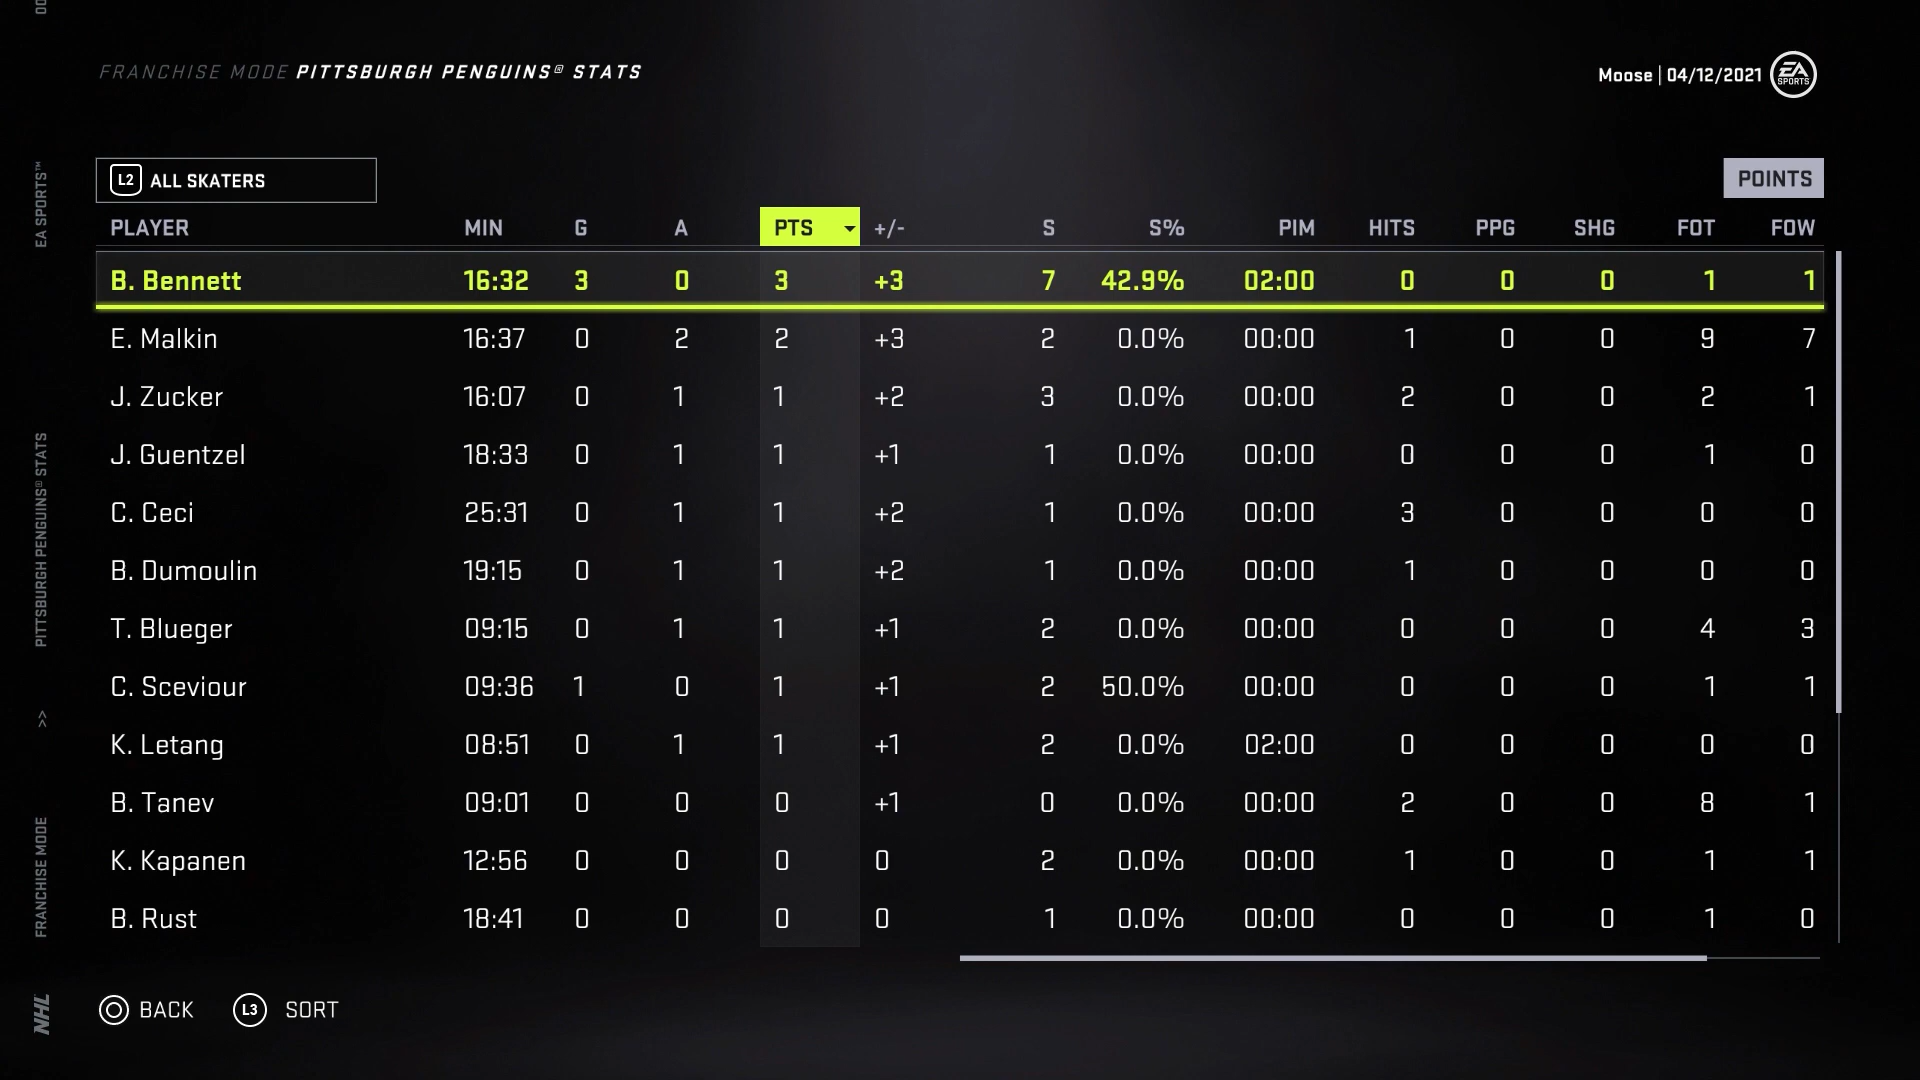 FRANCHISE MODE PITTSBURGH PENGUINS® STATS
Moose | 04/12/2021
EA SPORTS
L2 ALL SKATERS
POINTS
PLAYER MIN G A PTS +/- S S% PIM HITS PPG SHG FOT FOW
B. Bennett 16:32 3 0 3 +3 7 42.9% 02:00 0 0 0 1 1
E. Malkin 16:37 0 2 2 +3 2 0.0% 00:00 1 0 0 9 7
J. Zucker 16:07 0 1 1 +2 3 0.0% 00:00 2 0 0 2 1
J. Guentzel 18:33 0 1 1 +1 1 0.0% 00:00 0 0 0 1 0
C. Ceci 25:31 0 1 1 +2 1 0.0% 00:00 3 0 0 0 0
B. Dumoulin 19:15 0 1 1 +2 1 0.0% 00:00 1 0 0 0 0
T. Blueger 09:15 0 1 1 +1 2 0.0% 00:00 0 0 0 4 3
C. Sceviour 09:36 1 0 1 +1 2 50.0% 00:00 0 0 0 1 1
K. Letang 08:51 0 1 1 +1 2 0.0% 02:00 0 0 0 0 0
B. Tanev 09:01 0 0 0 +1 0 0.0% 00:00 2 0 0 8 1
K. Kapanen 12:56 0 0 0 0 2 0.0% 00:00 1 0 0 1 1
B. Rust 18:41 0 0 0 0 1 0.0% 00:00 0 0 0 1 0
BACK L3 SORT
NHL FRANCHISE MODE >> PITTSBURGH PENGUINS® STATS EA SPORTS™